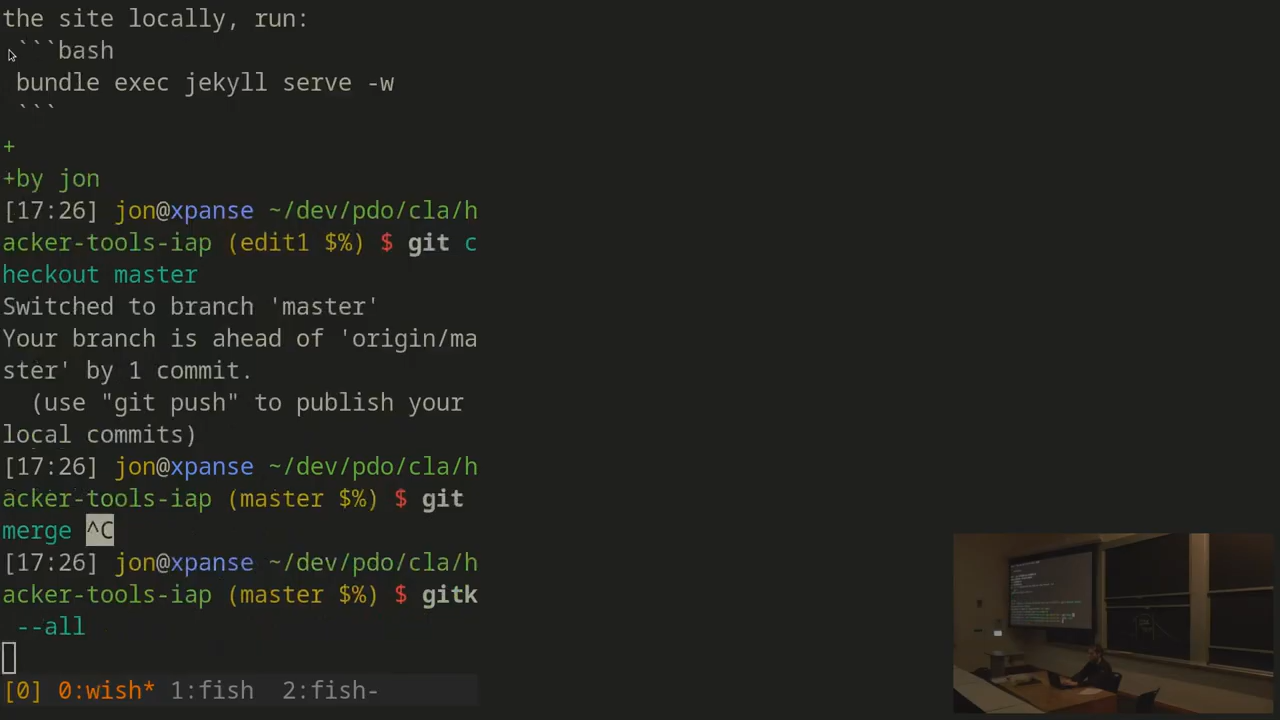 the site locally, run:
```bash
bundle exec jekyll serve -w
```
+
+by jon
[17:26] jon@xpanse ~/dev/pdo/cla/h
acker-tools-iap (edit1 $%) $ git c
heckout master
Switched to branch 'master'
Your branch is ahead of 'origin/ma
ster' by 1 commit.
(use "git push" to publish your
local commits)
[17:26] jon@xpanse ~/dev/pdo/cla/h
acker-tools-iap (master $%) $ git
merge ^C
[17:26] jon@xpanse ~/dev/pdo/cla/h
acker-tools-iap (master $%) $ gitk
--all
[0] 0:wish* 1:fish 2:fish-